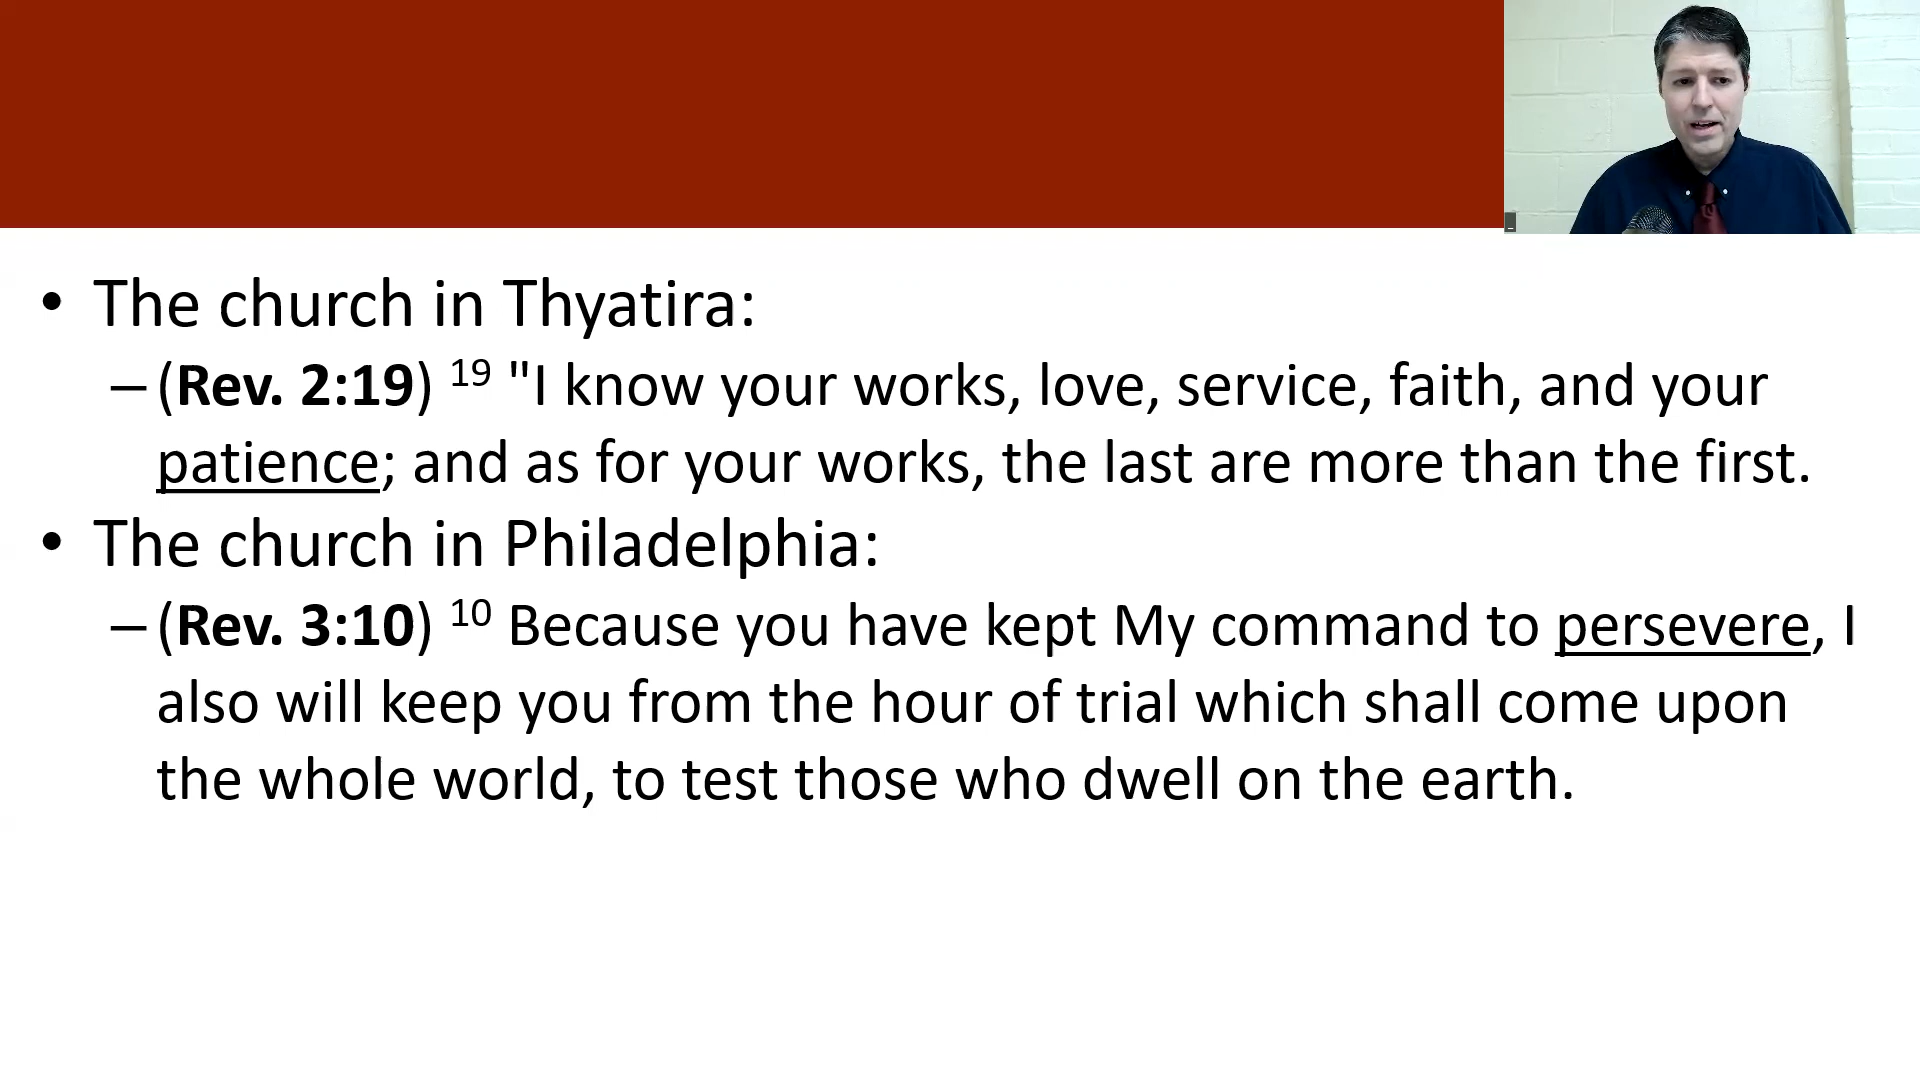 • The church in Thyatira:
– (Rev. 2:19) 19 "I know your works, love, service, faith, and your
patience; and as for your works, the last are more than the first.
• The church in Philadelphia:
– (Rev. 3:10) 10 Because you have kept My command to persevere, I
also will keep you from the hour of trial which shall come upon
the whole world, to test those who dwell on the earth.